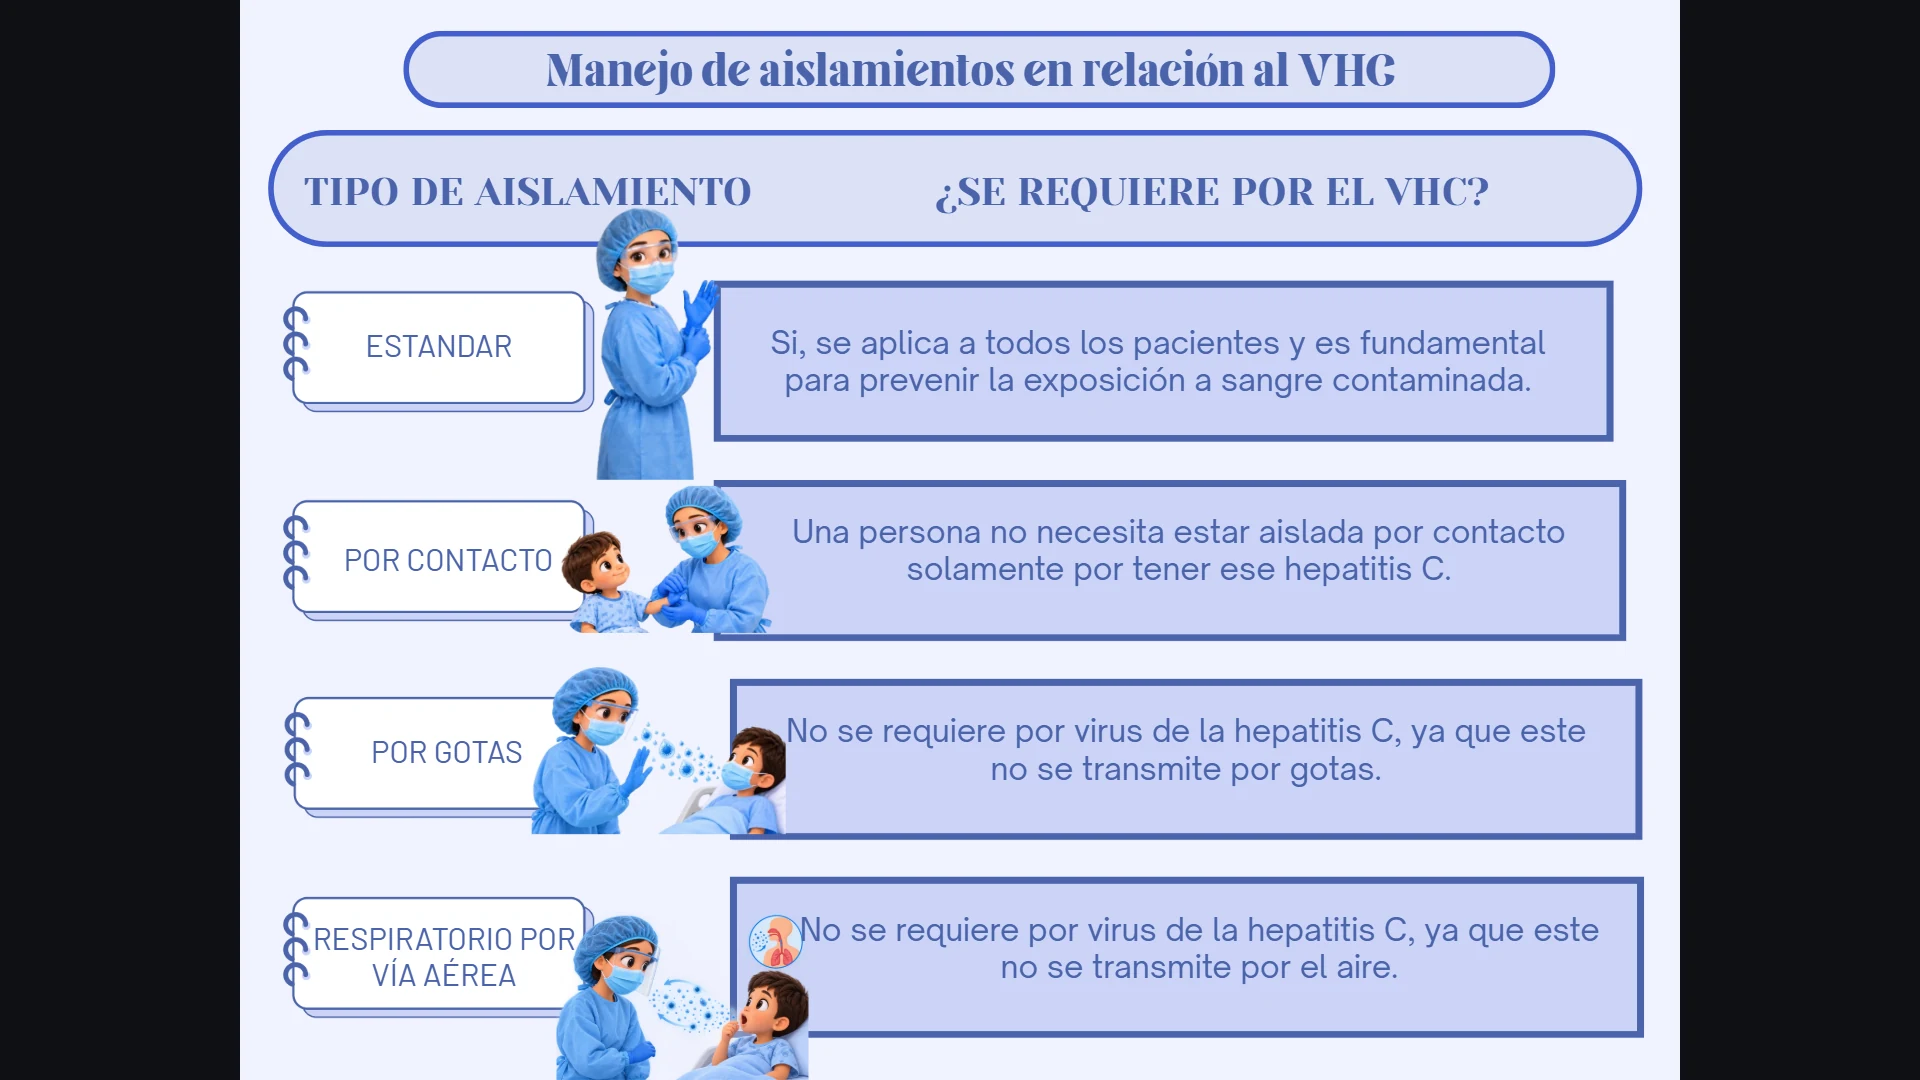 Manejo de aislamientos en relación al VHC
TIPO DE AISLAMIENTO
¿SE REQUIERE POR EL VHC?
ESTANDAR
Si, se aplica a todos los pacientes y es fundamental
para prevenir la exposición a sangre contaminada.
POR CONTACTO
Una persona no necesita estar aislada por contacto
solamente por tener ese hepatitis C.
POR GOTAS
No se requiere por virus de la hepatitis C, ya que este
no se transmite por gotas.
RESPIRATORIO POR
VÍA AÉREA
No se requiere por virus de la hepatitis C, ya que este
no se transmite por el aire.